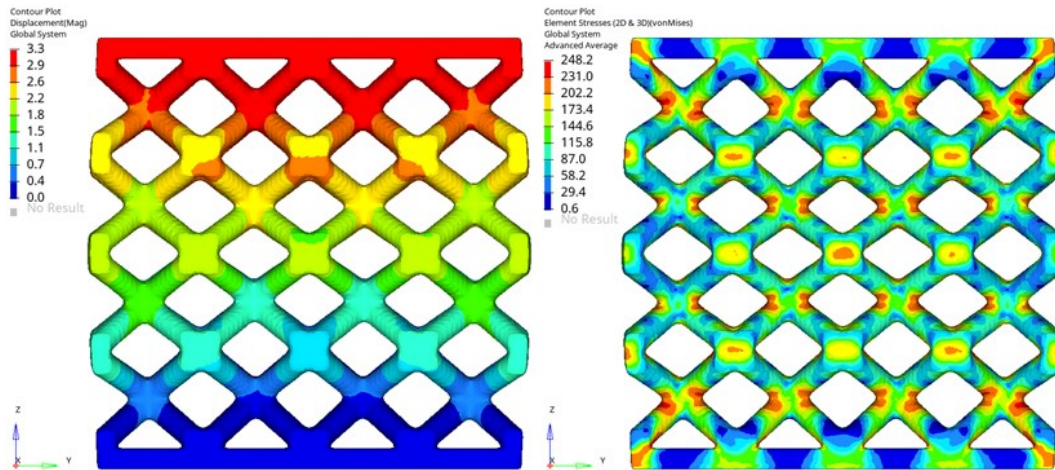 Contour Plot
Displacement(Mag)
Global System
3.3
2.9
2.6
2.2
1.8
1.5
1.1
0.7
0.4
0.0
No Result
Z
X
Y
Contour Plot
Element Stresses (2D & 3D)(vonMises)
Global System
Advanced Average
248.2
231.0
202.2
173.4
144.6
115.8
87.0
58.2
29.4
0.6
No Result
Z
X
Y